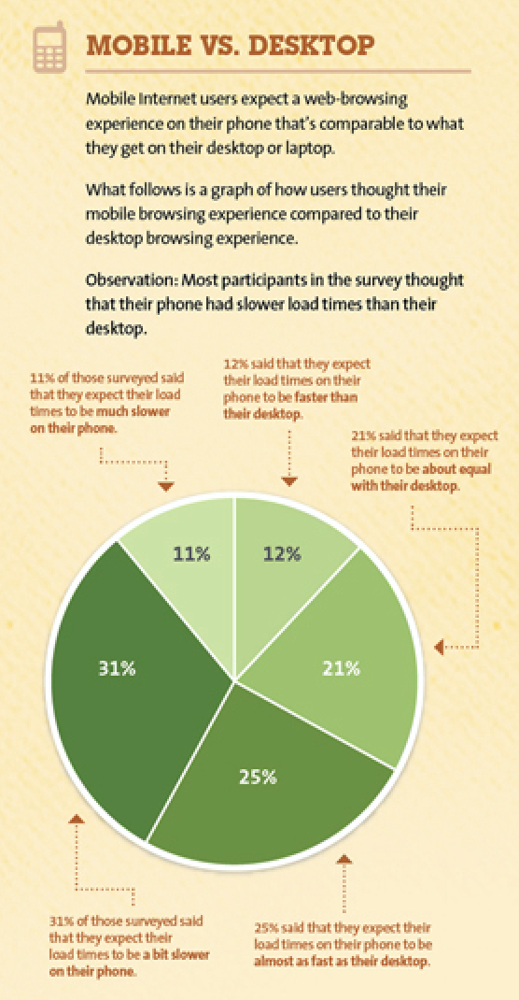 MOBILE VS. DESKTOP
Mobile Internet users expect a web-browsing
experience on their phone that's comparable to what
they get on their desktop or laptop.
What follows is a graph of how users thought their
mobile browsing experience compared to their
desktop browsing experience.
Observation: Most participants in the survey thought
that their phone had slower load times than their
desktop.
11% of those surveyed said
that they expect their load
times to be much slower
on their phone.
12% said that they expect
their load times on their
phone to be faster than
their desktop.
21% said that they expect
their load times on their
phone to be about equal
with their desktop.
11%
12%
31%
21%
25%
31% of those surveyed said
that they expect their
load times to be a bit slower
on their phone.
25% said that they expect their
load times on their phone to be
almost as fast as their desktop.